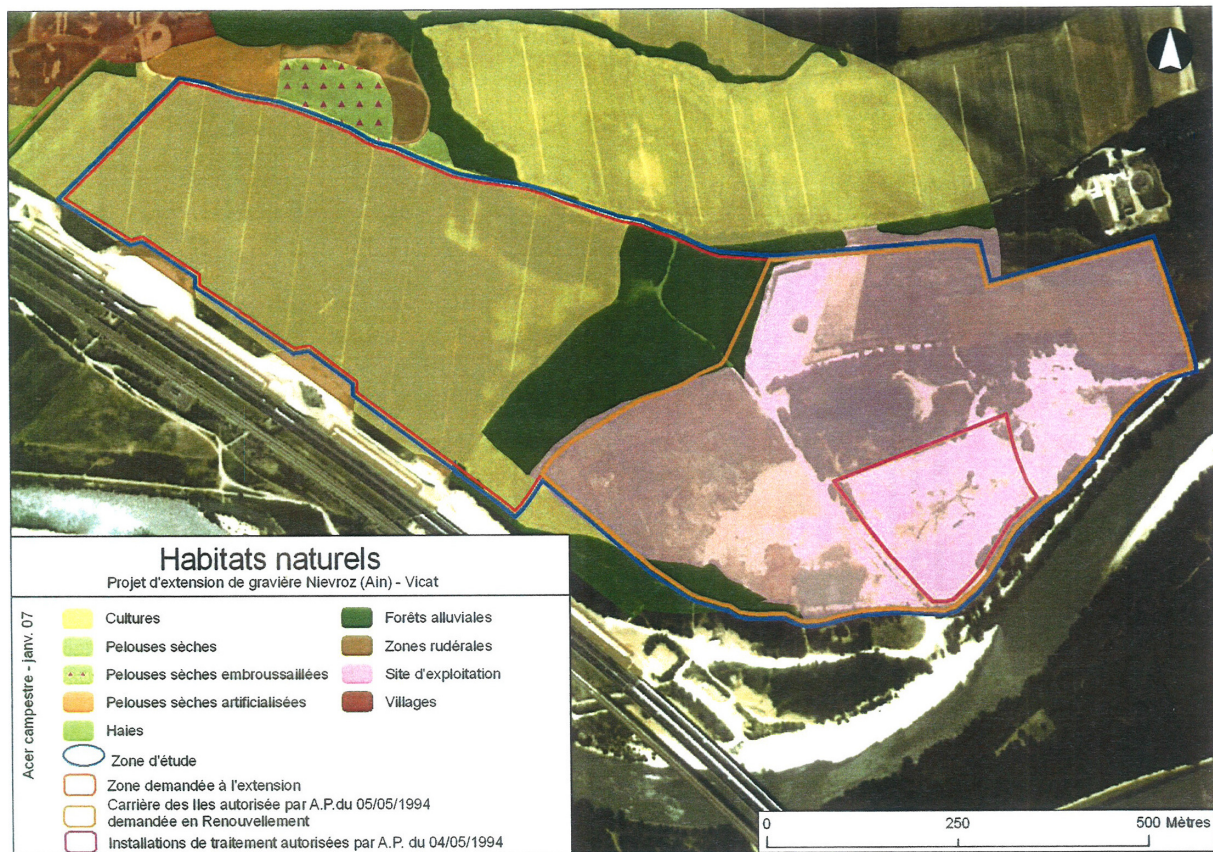 Habitats naturels
Projet d'extension de gravière Nievroz (Ain) - Vicat
Acer campestre - janv. 07
Cultures
Pelouses sèches
Pelouses sèches embroussaillées
Pelouses sèches artificialisées
Haies
Forêts alluviales
Zones rudérales
Site d'exploitation
Villages
Zone d'étude
Zone demandée à l'extension
Carrière des Iles autorisée par A.P.du 05/05/1994
demandée en Renouvellement
Installations de traitement autorisées par A.P. du 04/05/1994
0 250 500 Mètres